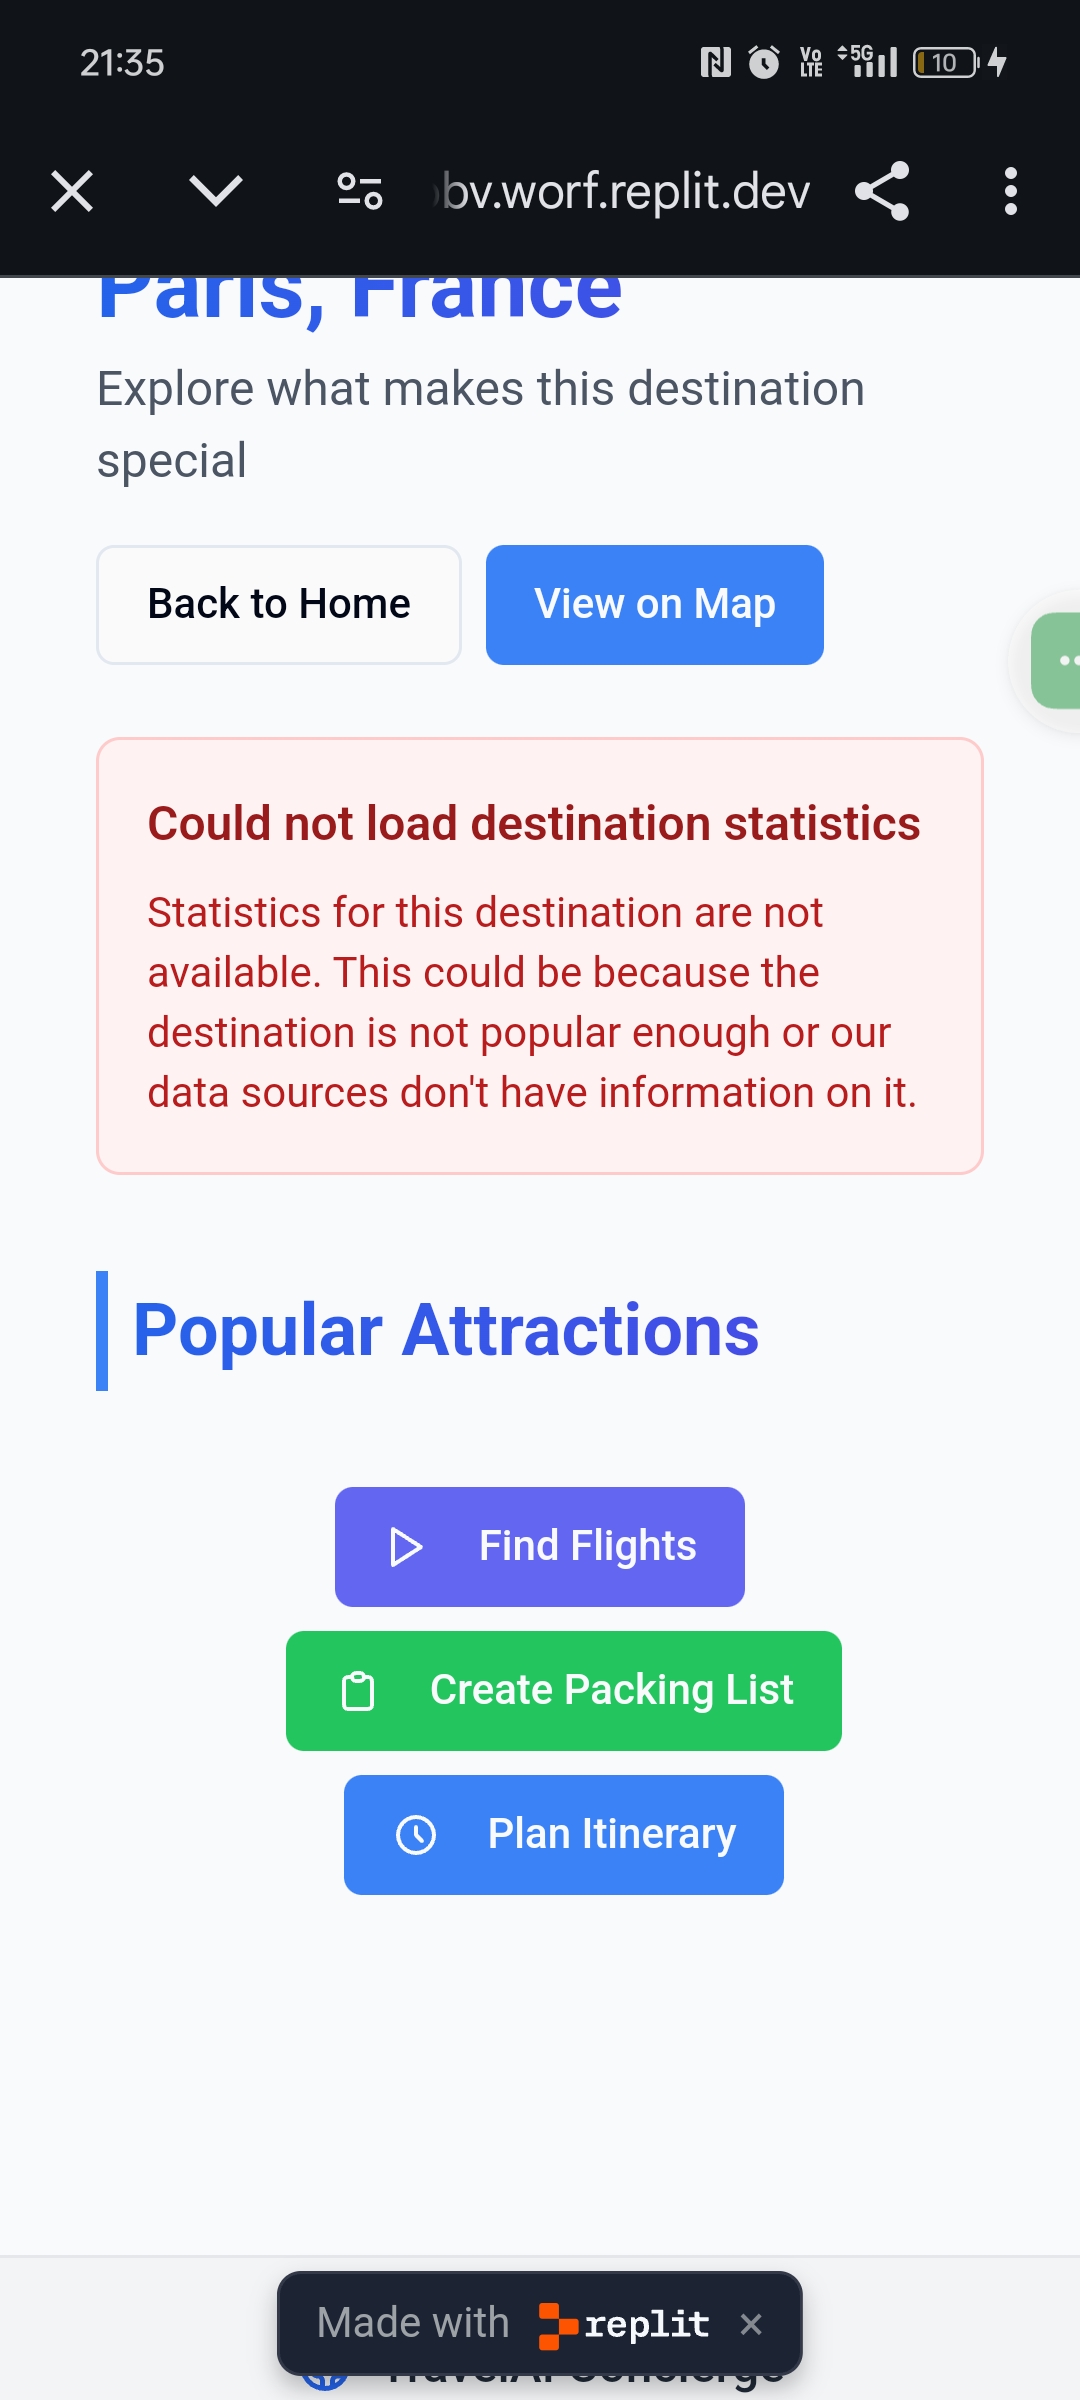 21:35
Vo
LTE
5G
10
bv.worf.replit.dev
Paris, France
Explore what makes this destination
special
Back to Home
View on Map
Could not load destination statistics
Statistics for this destination are not
available. This could be because the
destination is not popular enough or our
data sources don't have information on it.
Popular Attractions
Find Flights
Create Packing List
Plan Itinerary
Made with replit
TravelAI Concierge